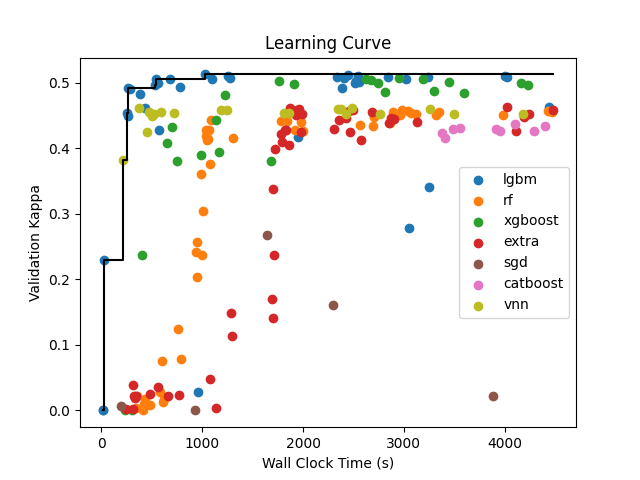 Learning Curve
0.5
0.4
0.3
0.2
0.1
0.0
Validation Kappa
lgbm
rf
xgboost
extra
sgd
catboost
vnn
0 1000 2000 3000 4000
Wall Clock Time (s)